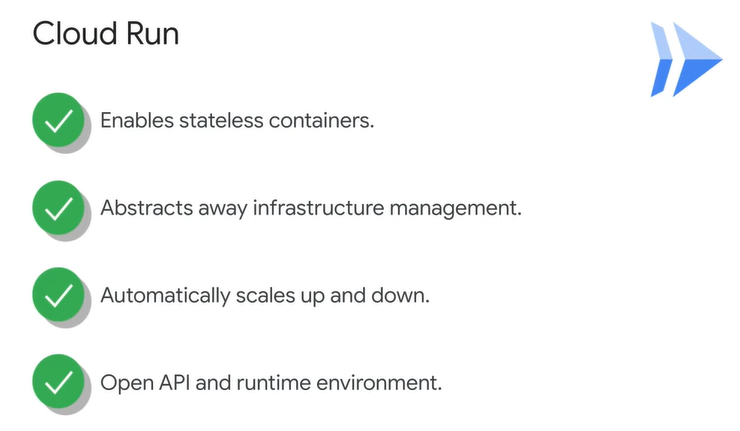 Cloud Run
Enables stateless containers.
Abstracts away infrastructure management.
Automatically scales up and down.
Open API and runtime environment.